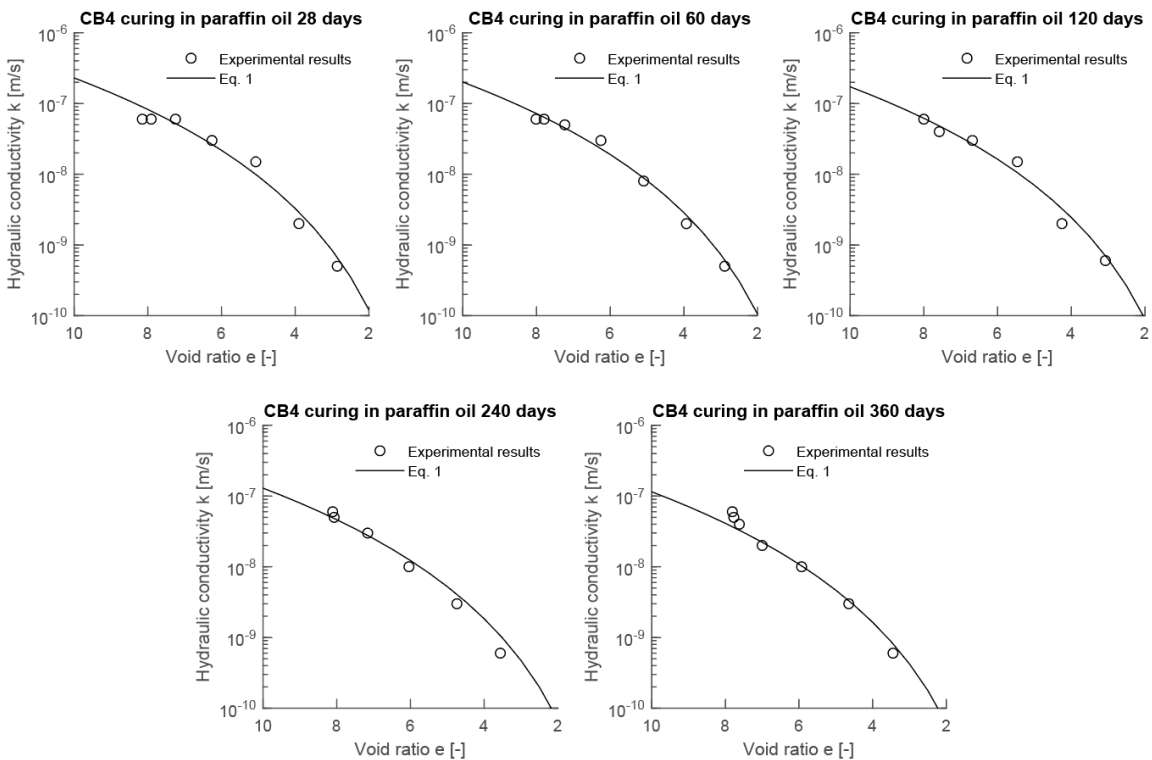 CB4 curing in paraffin oil 28 days
Hydraulic conductivity k [m/s]
10^-6
10^-7
10^-8
10^-9
10^-10
Experimental results
Eq. 1
10 8 6 4 2
Void ratio e [-]
CB4 curing in paraffin oil 60 days
Hydraulic conductivity k [m/s]
10^-6
10^-7
10^-8
10^-9
10^-10
Experimental results
Eq. 1
10 8 6 4 2
Void ratio e [-]
CB4 curing in paraffin oil 120 days
Hydraulic conductivity k [m/s]
10^-6
10^-7
10^-8
10^-9
10^-10
Experimental results
Eq. 1
10 8 6 4 2
Void ratio e [-]
CB4 curing in paraffin oil 240 days
Hydraulic conductivity k [m/s]
10^-6
10^-7
10^-8
10^-9
10^-10
Experimental results
Eq. 1
10 8 6 4 2
Void ratio e [-]
CB4 curing in paraffin oil 360 days
Hydraulic conductivity k [m/s]
10^-6
10^-7
10^-8
10^-9
10^-10
Experimental results
Eq. 1
10 8 6 4 2
Void ratio e [-]